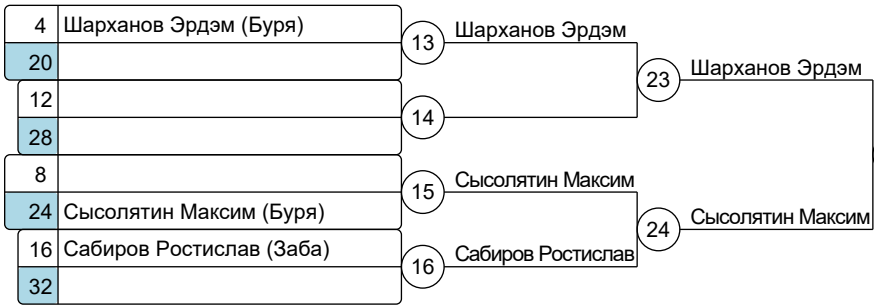 4 Шарханов Эрдэм (Буря)
20
13 Шарханов Эрдэм
12
28
14
23 Шарханов Эрдэм
8
24 Сысолятин Максим (Буря)
15 Сысолятин Максим
16 Сабиров Ростислав (Заба)
32
16 Сабиров Ростислав
24 Сысолятин Максим